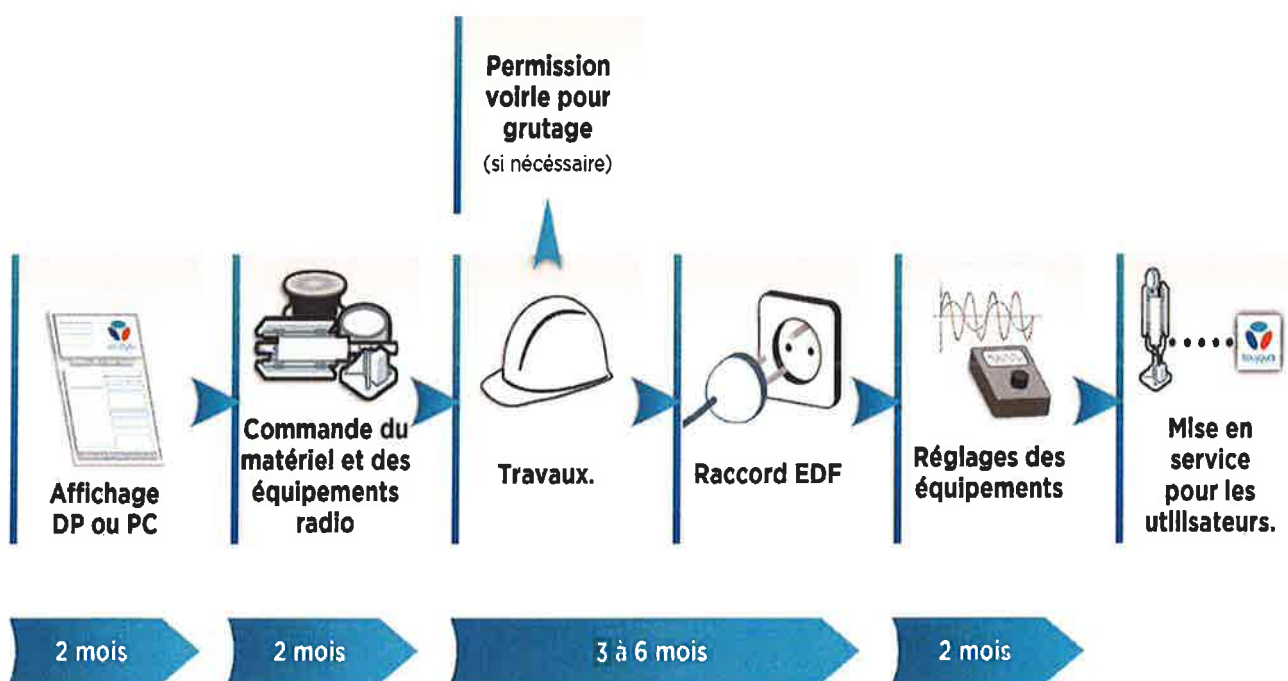 Permission
voirie pour
grutage
(si nécéssaire)
Affichage
DP ou PC
Commande du
matériel et des
équipements
radio
Travaux.
Raccord EDF
Réglages des
équipements
Mise en
service
pour les
utilisateurs.
2 mois
2 mois
3 à 6 mois
2 mois